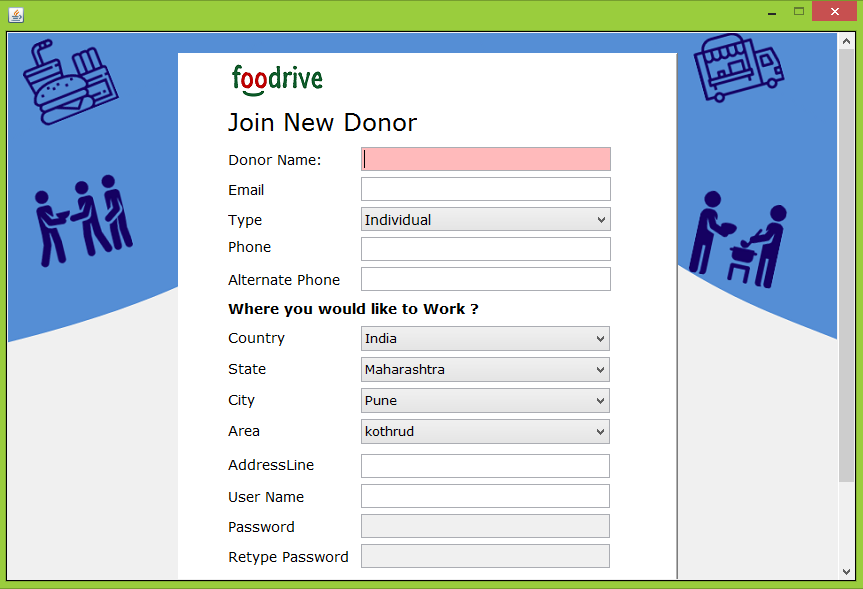 foodrive
Join New Donor
Donor Name:
Email
Type Individual
Phone
Alternate Phone
Where you would like to Work ?
Country India
State Maharashtra
City Pune
Area kothrud
AddressLine
User Name
Password
Retype Password